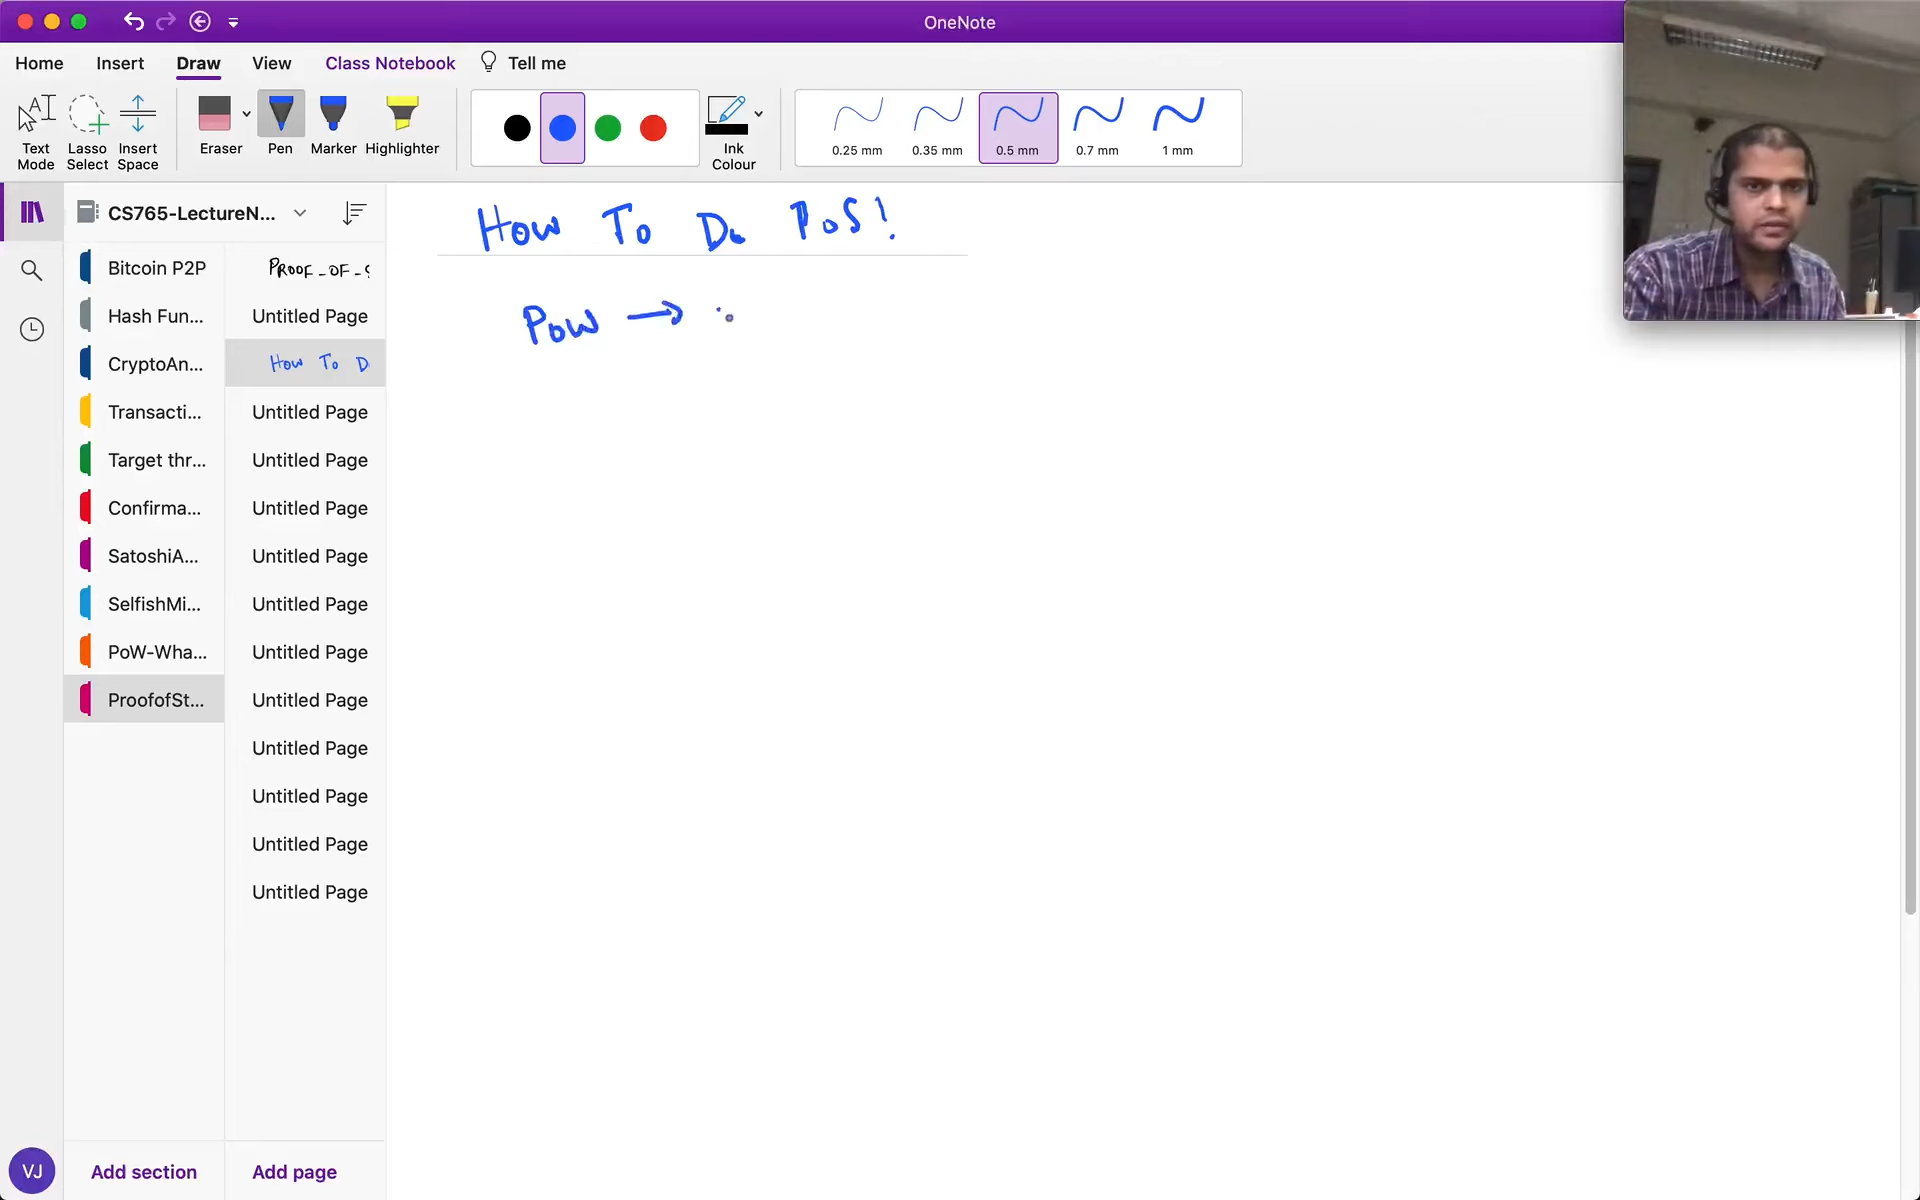 OneNote
Home Insert Draw View Class Notebook Tell me
Text Mode
Lasso Select
Insert Space
Eraser
Pen
Marker
Highlighter
Ink Colour
0.25 mm
0.35 mm
0.5 mm
0.7 mm
1 mm
CS765-LectureN...
Bitcoin P2P
Hash Fun...
CryptoAn...
Transacti...
Target thr...
Confirma...
SatoshiA...
SelfishMi...
PoW-Wha...
ProofofSt...
PROOF-OF-S
Untitled Page
How To D
Untitled Page
Untitled Page
Untitled Page
Untitled Page
Untitled Page
Untitled Page
Untitled Page
Untitled Page
Untitled Page
Untitled Page
Untitled Page
How To Do PoS!
PoW →
VJ
Add section
Add page